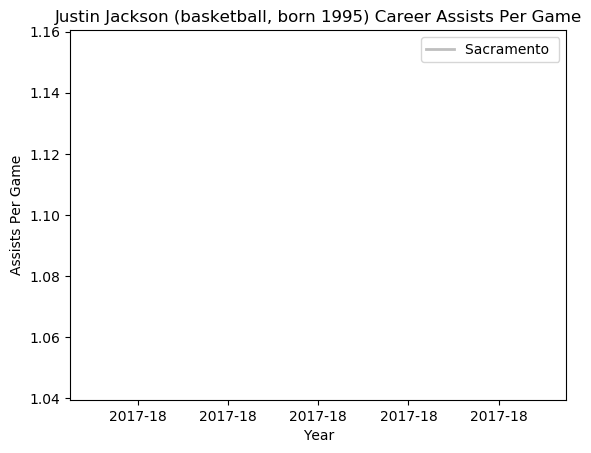 Justin Jackson (basketball, born 1995) Career Assists Per Game
Sacramento
1.16
1.14
1.12
1.10
1.08
1.06
1.04
Assists Per Game
2017-18 2017-18 2017-18 2017-18 2017-18
Year